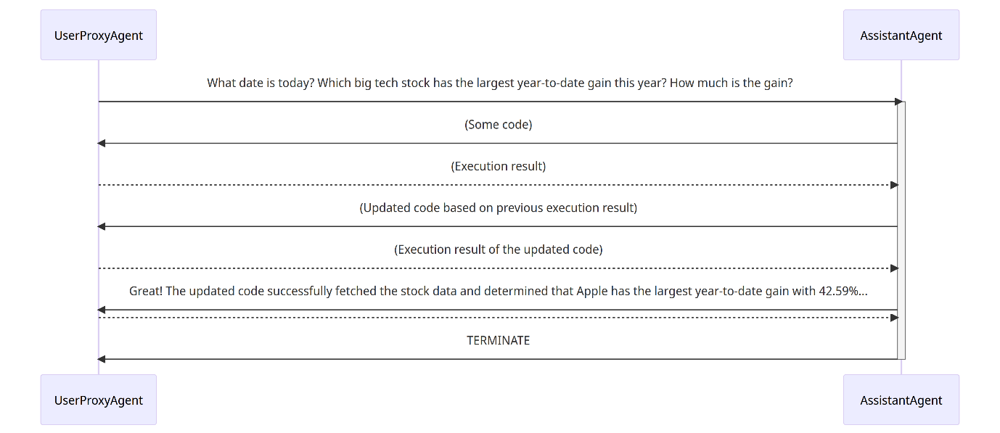 UserProxyAgent
AssistantAgent
What date is today? Which big tech stock has the largest year-to-date gain this year? How much is the gain?
(Some code)
(Execution result)
(Updated code based on previous execution result)
(Execution result of the updated code)
Great! The updated code successfully fetched the stock data and determined that Apple has the largest year-to-date gain with 42.59%...
TERMINATE
UserProxyAgent
AssistantAgent